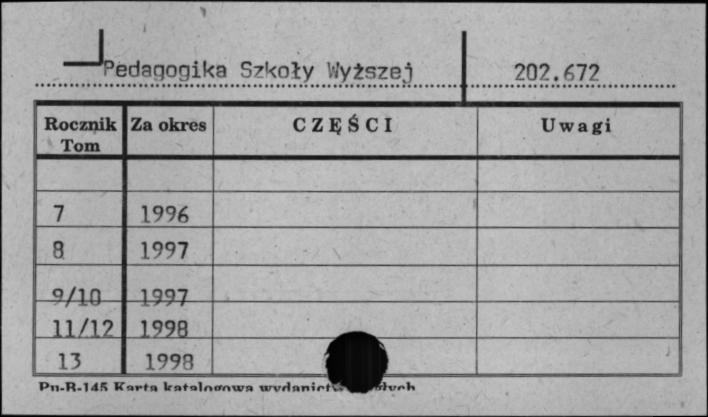 Pedagogika Szkoły Wyższej 202.672
Rocznik Tom Za okres CZĘŚCI Uwagi
7 1996
8 1997
9/10 1997
11/12 1998
13 1998
Pu-B-145 Karta katalogowa